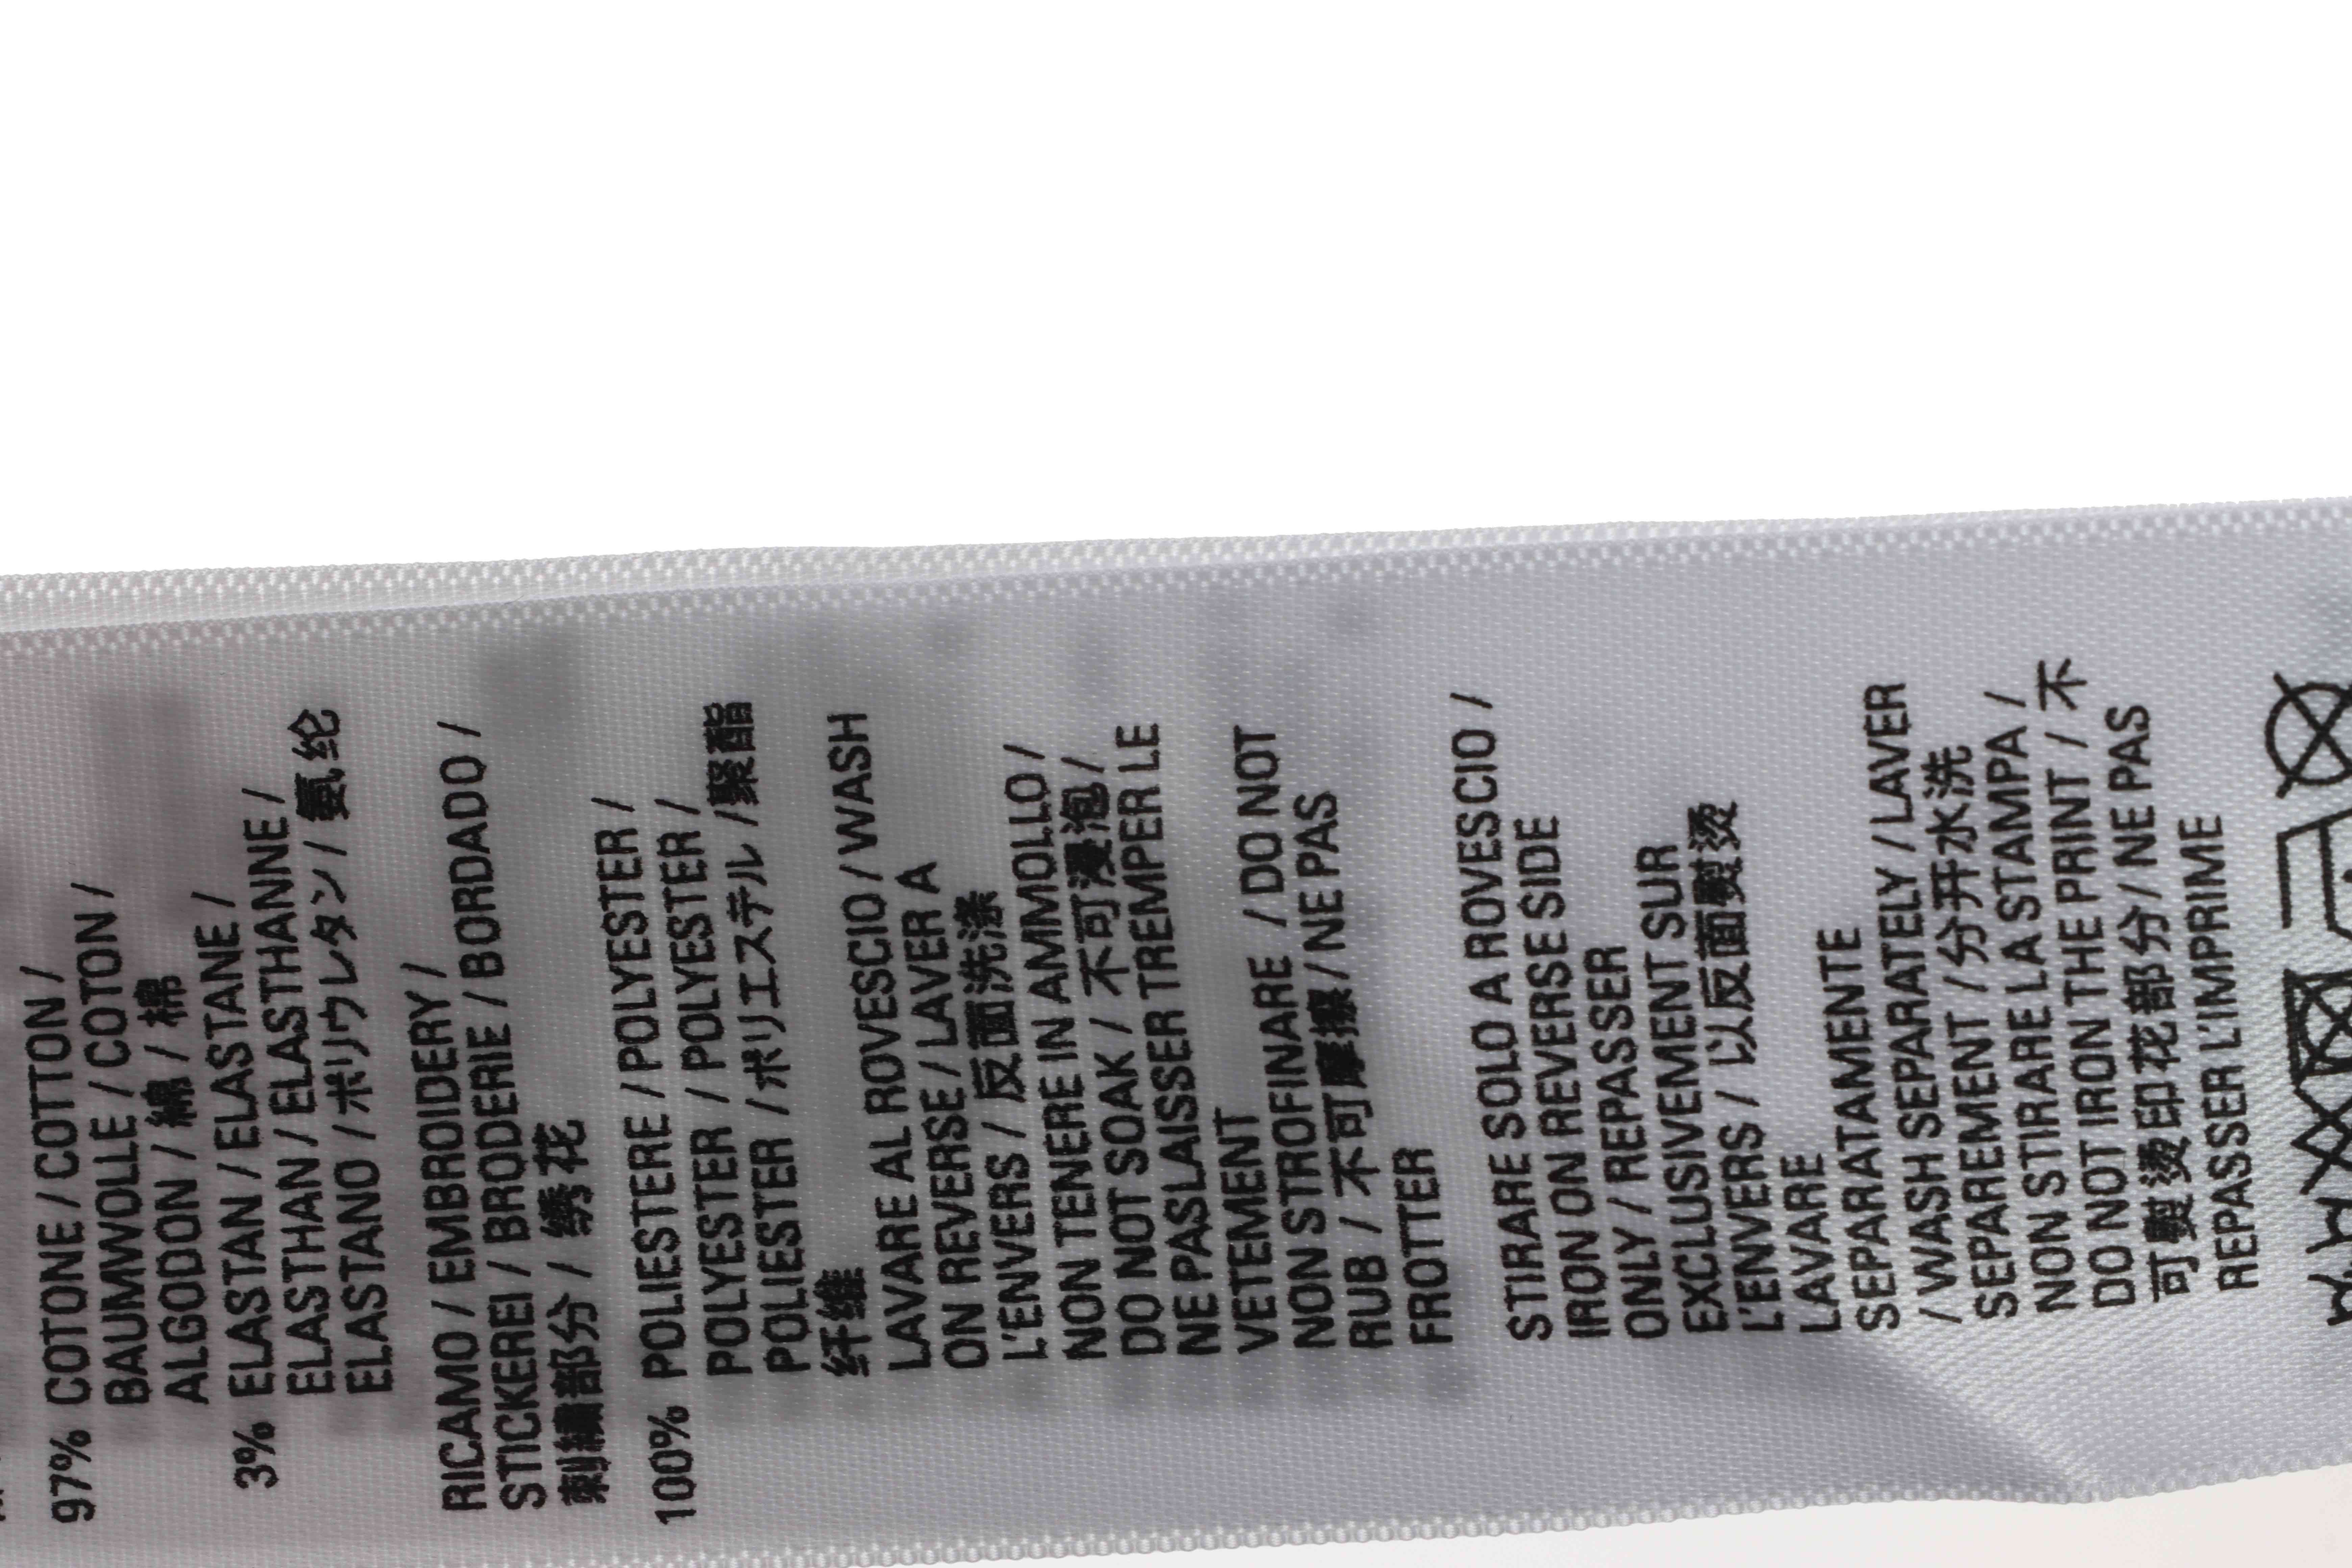 97% COTONE / COTTON /
BAUMWOLLE / COTON /
ALGODON / 綿 / 棉
3% ELASTAN / ELASTANE /
ELASTHAN / ELASTHANNE /
ELASTANO / ポリウレタン / 氨纶
RICAMO / EMBROIDERY /
STICKEREI / BRODERIE / BORDADO /
刺繍部分 / 绣花
100% POLIESTERE / POLYESTER /
POLYESTER / POLYESTER /
POLIESTER / ポリエステル / 聚酯
纤维
LAVARE AL ROVESCIO / WASH
ON REVERSE / LAVER A
L'ENVERS / 反面洗涤
NON TENERE IN AMMOLLO /
DO NOT SOAK / 不可浸泡 /
NE PASLAISSER TREMPER LE
VETEMENT
NON STROFINARE / DO NOT
RUB / 不可摩擦 / NE PAS
FROTTER
STIRARE SOLO A ROVESCIO /
IRON ON REVERSE SIDE
ONLY / REPASSER
EXCLUSIVEMENT SUR
L'ENVERS / 以反面熨烫
LAVARE
SEPARATAMENTE
/ WASH SEPARATELY / LAVER
SEPAREMENT / 分开水洗
NON STIRARE LA STAMPA /
DO NOT IRON THE PRINT / 不
可熨烫印花部分 / NE PAS
REPASSER L'IMPRIME